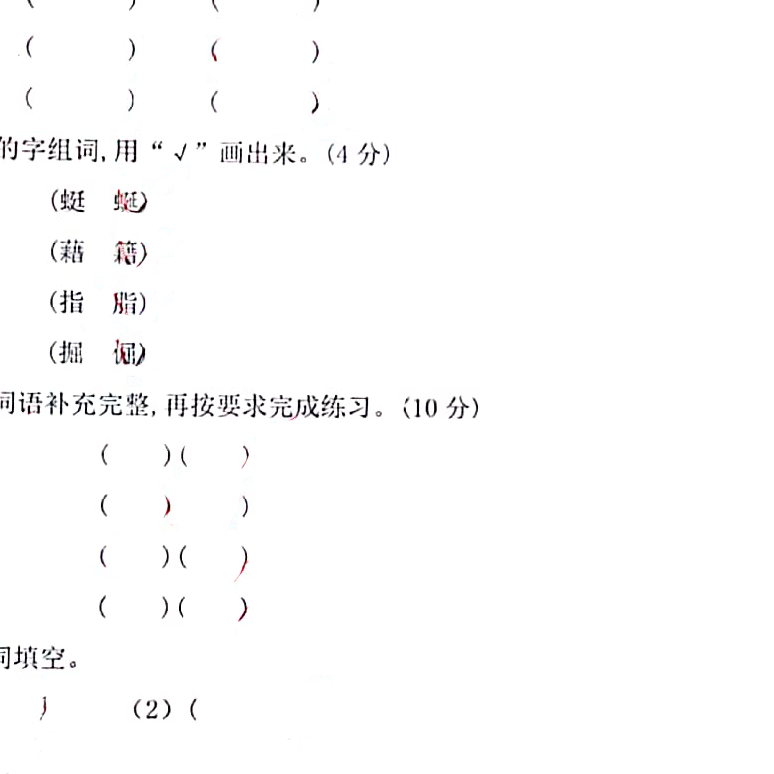 (　　)　(　　)
(　　)　(　　)
(　　)　(　　)
的字组词,用“√”画出来。(4 分)
(蜓　蜒)
(藉　籍)
(指　脂)
(掘　倔)
词语补充完整,再按要求完成练习。(10 分)
(　　)(　　)
(　　)　　)
(　　)(　　)
(　　)(　　)
词填空。
)　(2) (